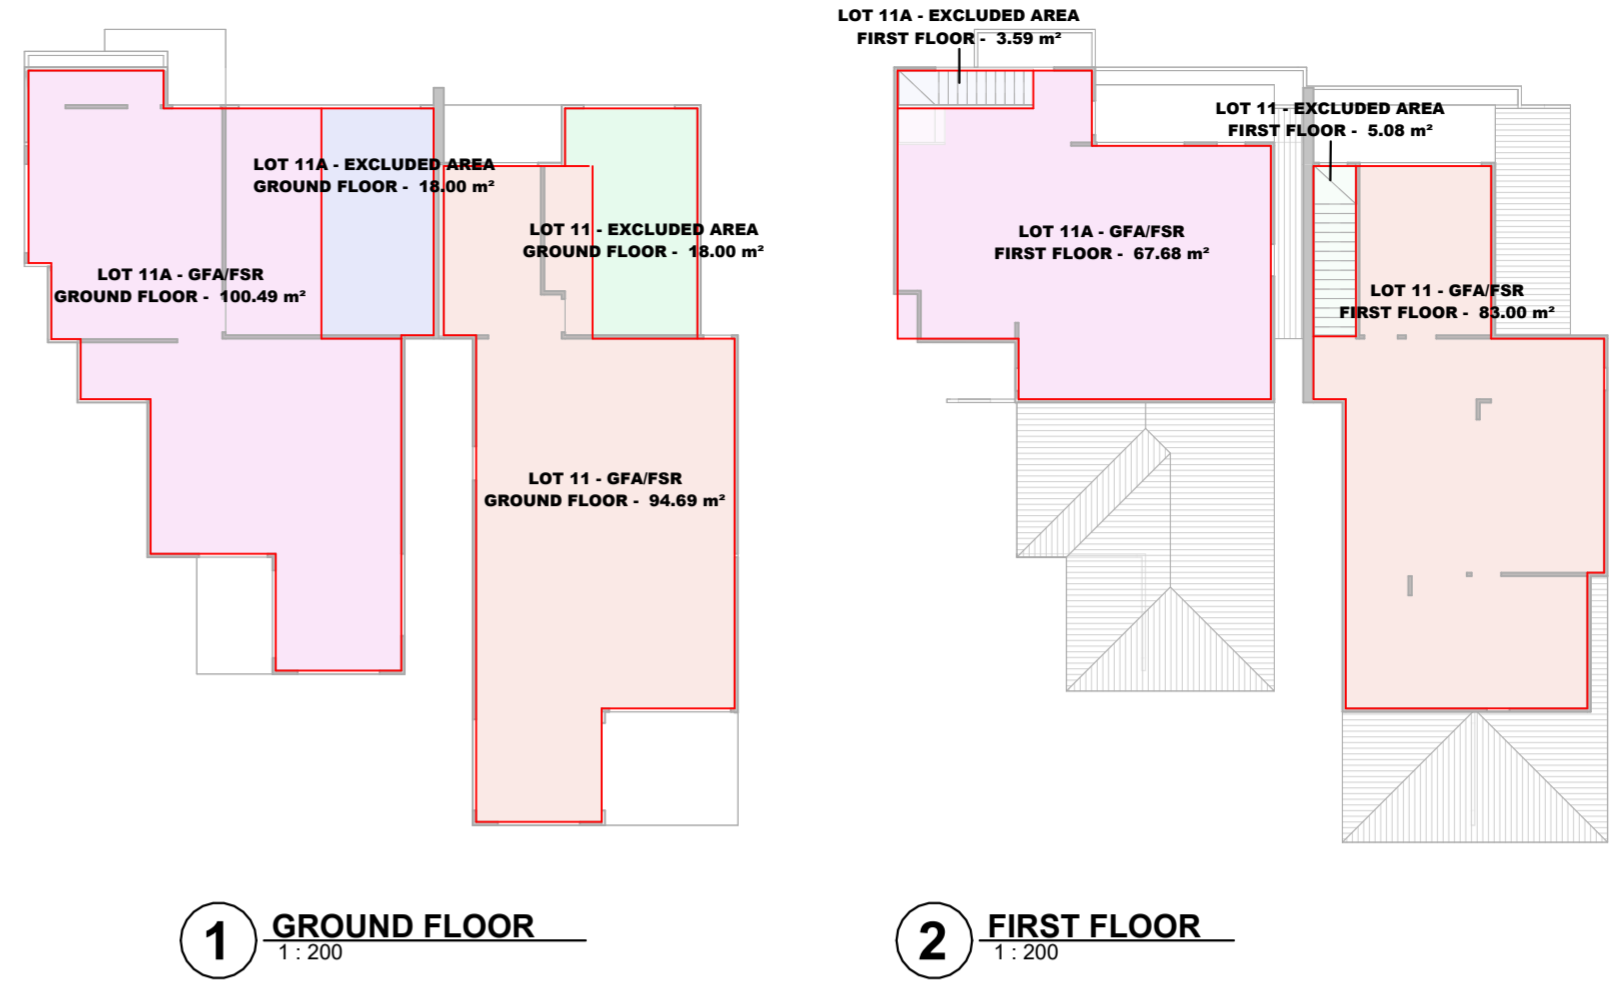 LOT 11A - EXCLUDED AREA
GROUND FLOOR - 18.00 m²
LOT 11 - EXCLUDED AREA
GROUND FLOOR - 18.00 m²
LOT 11A - GFA/FSR
GROUND FLOOR - 100.49 m²
LOT 11 - GFA/FSR
GROUND FLOOR - 94.69 m²
1
GROUND FLOOR
1 : 200
LOT 11A - EXCLUDED AREA
FIRST FLOOR - 3.59 m²
LOT 11 - EXCLUDED AREA
FIRST FLOOR - 5.08 m²
LOT 11A - GFA/FSR
FIRST FLOOR - 67.68 m²
LOT 11 - GFA/FSR
FIRST FLOOR - 83.00 m²
2
FIRST FLOOR
1 : 200